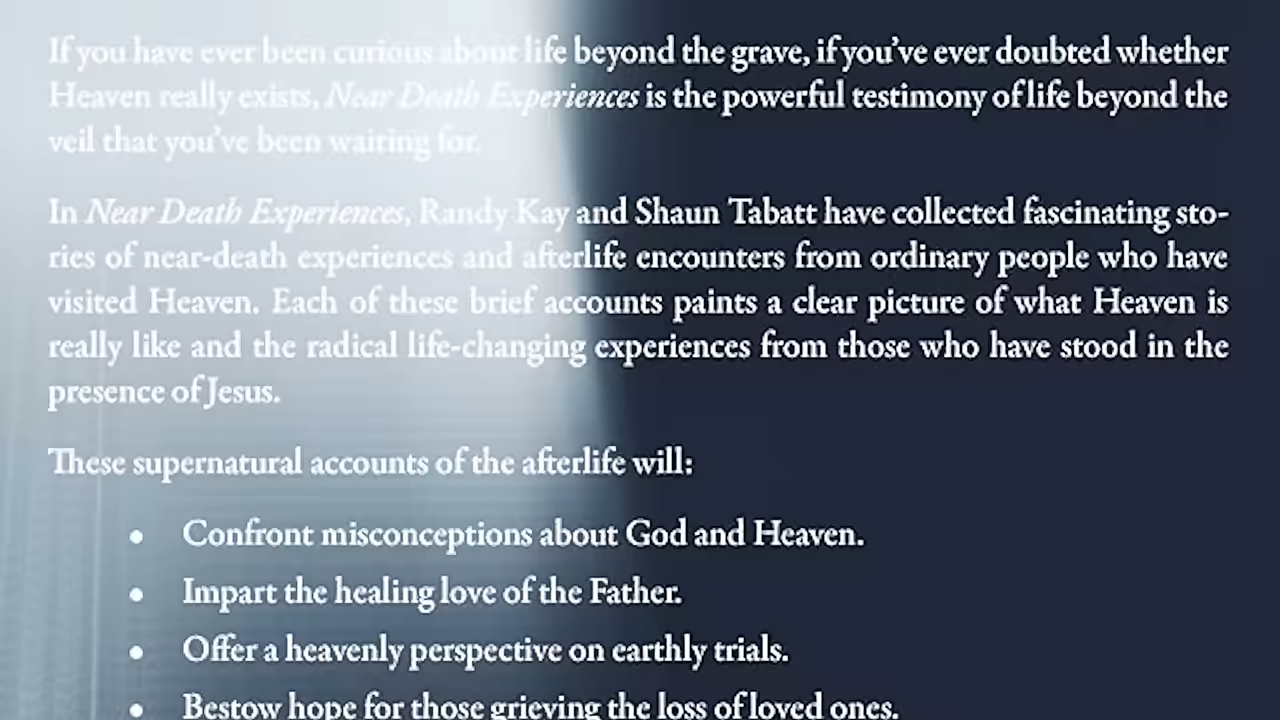 If you have ever been curious about life beyond the grave, if you've ever doubted whether
Heaven really exists, Near Death Experiences is the powerful testimony of life beyond the
veil that you've been waiting for.
In Near Death Experiences, Randy Kay and Shaun Tabatt have collected fascinating sto-
ries of near-death experiences and afterlife encounters from ordinary people who have
visited Heaven. Each of these brief accounts paints a clear picture of what Heaven is
really like and the radical life-changing experiences from those who have stood in the
presence of Jesus.
These supernatural accounts of the afterlife will:
• Confront misconceptions about God and Heaven.
• Impart the healing love of the Father.
• Offer a heavenly perspective on earthly trials.
• Bestow hope for those grieving the loss of loved ones.